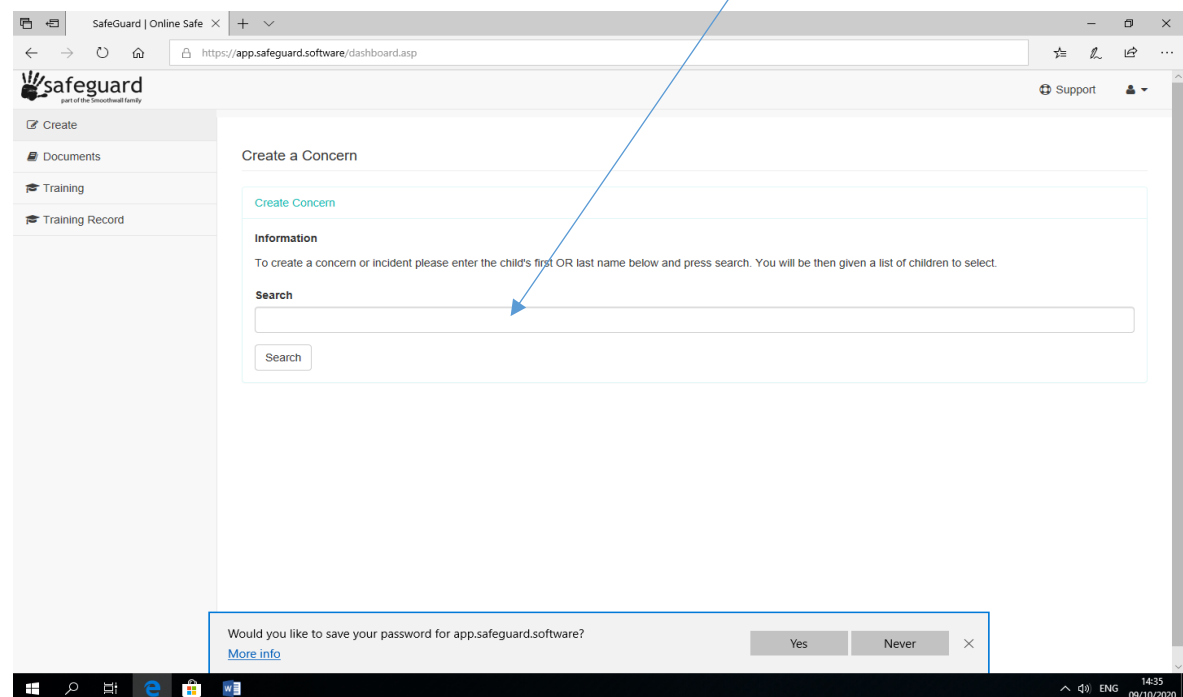 SafeGuard | Online Safe
https://app.safeguard.software/dashboard.asp
safeguard
part of the Smoothwall family
Support
Create
Documents
Training
Training Record
Create a Concern
Create Concern
Information
To create a concern or incident please enter the child's first OR last name below and press search. You will be then given a list of children to select.
Search
Search
Would you like to save your password for app.safeguard.software?
More info
Yes
Never
ENG
14:35
09/10/2020